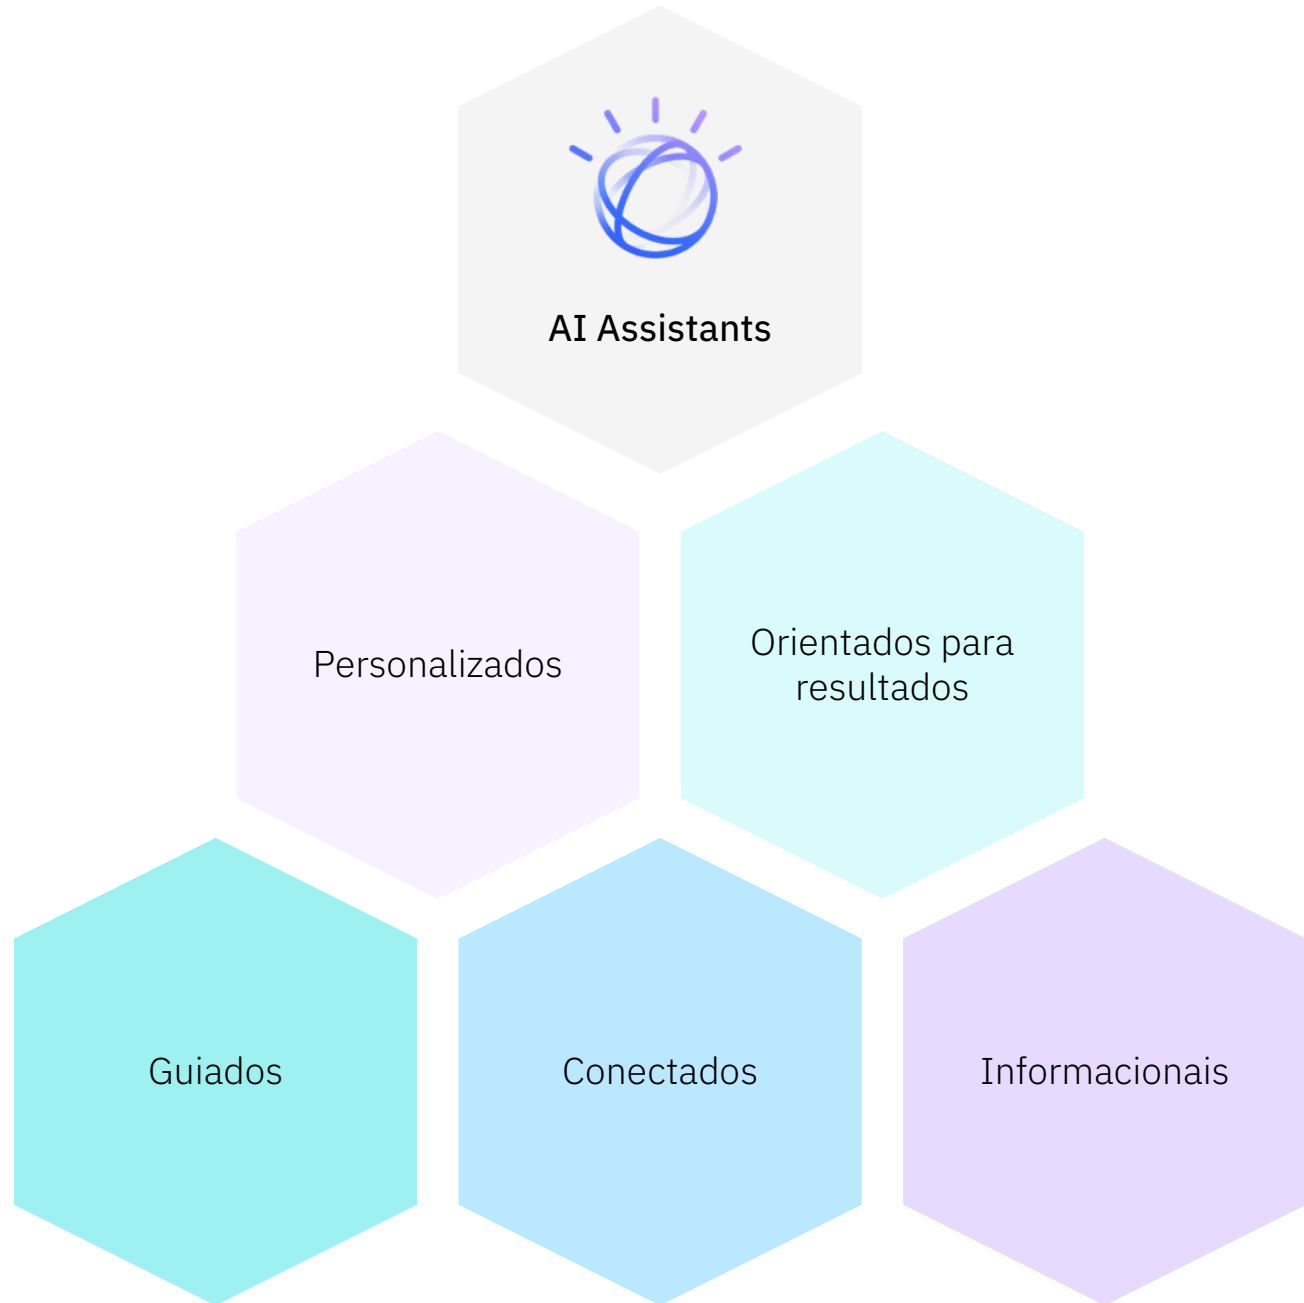 AI Assistants
Personalizados
Orientados para
resultados
Guiados
Conectados
Informacionais